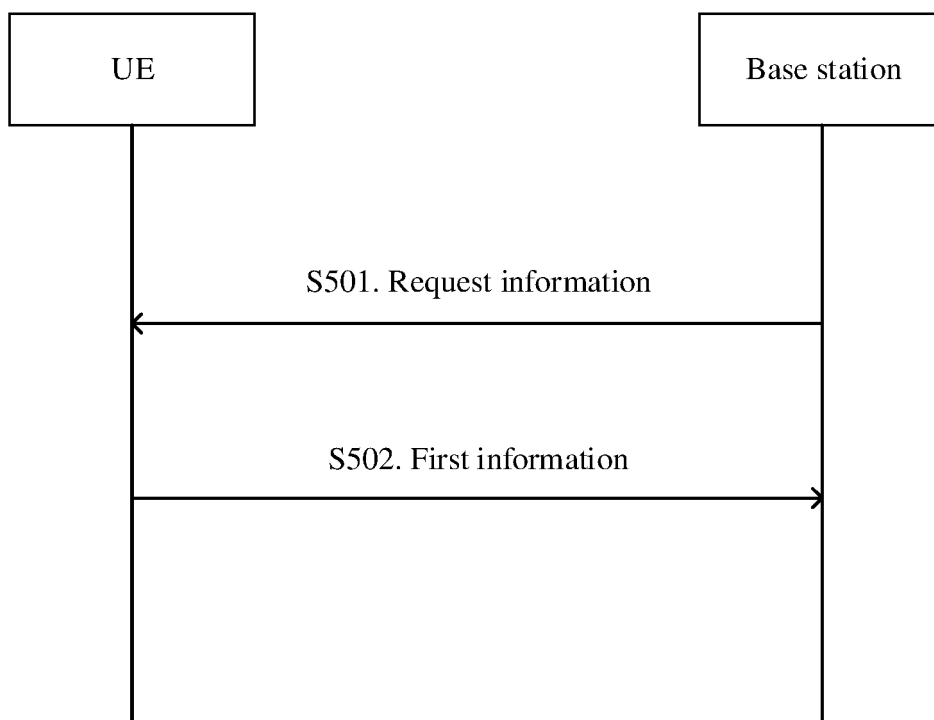 UE
Base station
S501. Request information
S502. First information